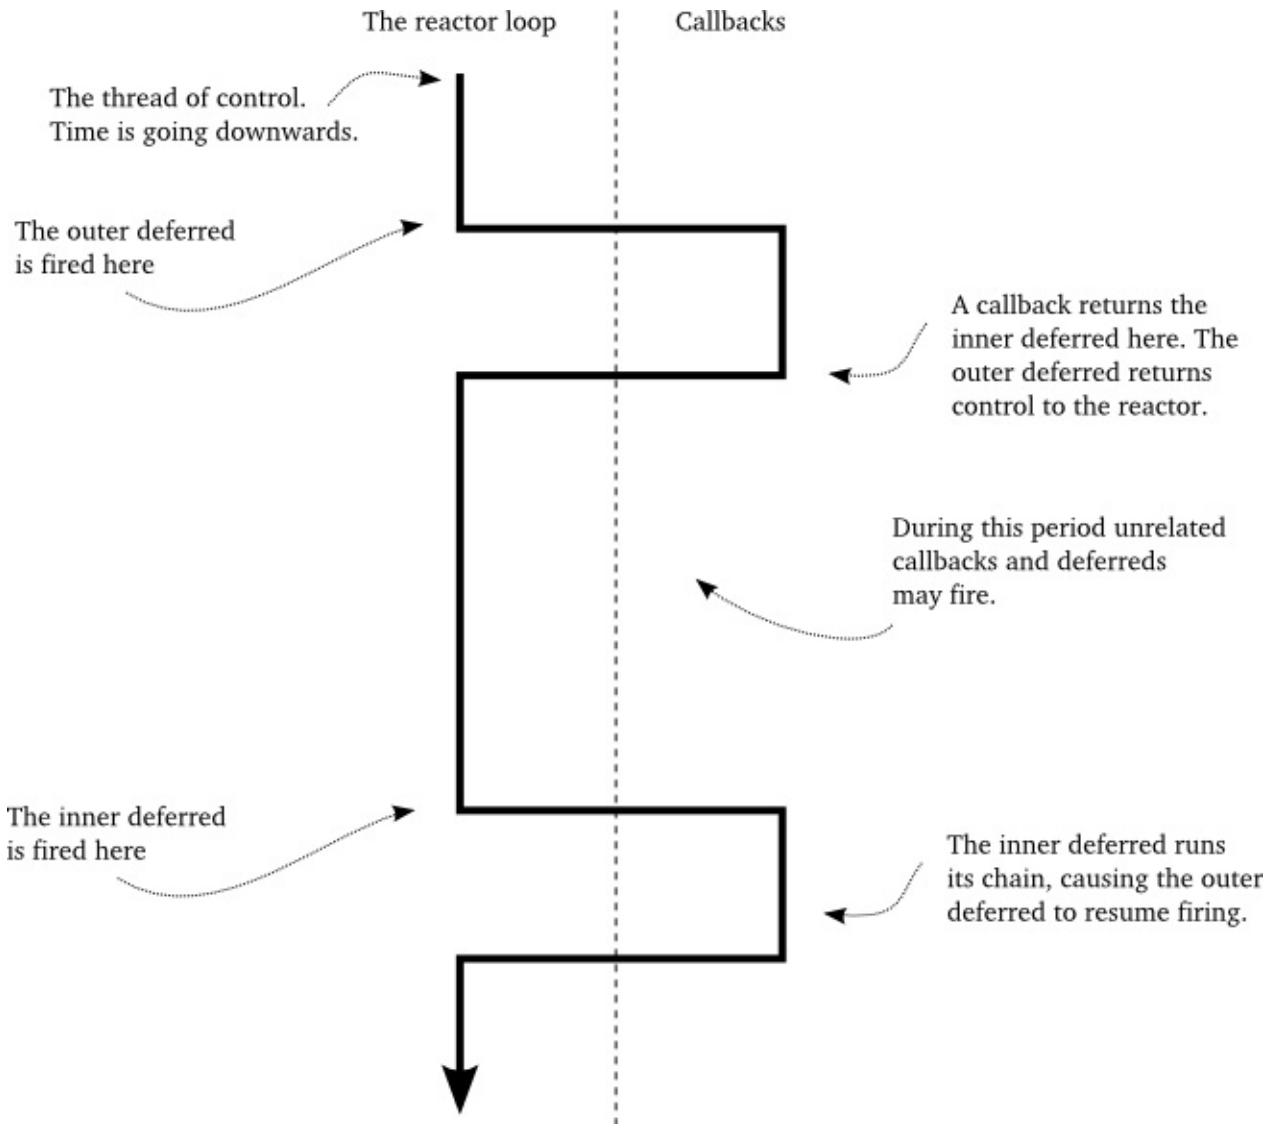 The reactor loop
Callbacks
The thread of control.
Time is going downwards.
The outer deferred
is fired here
A callback returns the
inner deferred here. The
outer deferred returns
control to the reactor.
During this period unrelated
callbacks and deferreds
may fire.
The inner deferred
is fired here
The inner deferred runs
its chain, causing the outer
deferred to resume firing.